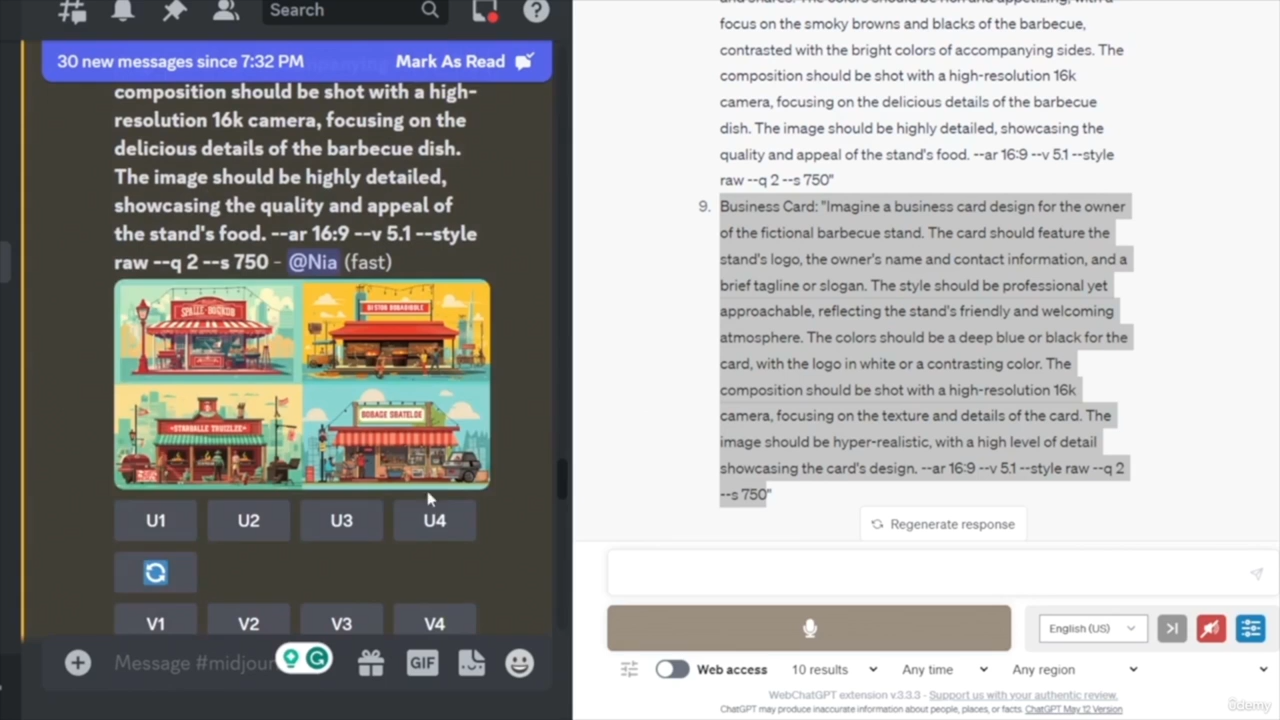 Search
30 new messages since 7:32 PM
Mark As Read
composition should be shot with a high-
resolution 16k camera, focusing on the
delicious details of the barbecue dish.
The image should be highly detailed,
showcasing the quality and appeal of
the stand's food. --ar 16:9 --v 5.1 --style
raw --q 2 --s 750 - @Nia (fast)
U1 U2 U3 U4
V1 V2 V3 V4
Message #midjour
GIF
focus on the smoky browns and blacks of the barbecue,
contrasted with the bright colors of accompanying sides. The
composition should be shot with a high-resolution 16k
camera, focusing on the delicious details of the barbecue
dish. The image should be highly detailed, showcasing the
quality and appeal of the stand's food. --ar 16:9 --v 5.1 --style
raw --q 2 --s 750"
9. Business Card: "Imagine a business card design for the owner
of the fictional barbecue stand. The card should feature the
stand's logo, the owner's name and contact information, and a
brief tagline or slogan. The style should be professional yet
approachable, reflecting the stand's friendly and welcoming
atmosphere. The colors should be a deep blue or black for the
card, with the logo in white or a contrasting color. The
composition should be shot with a high-resolution 16k
camera, focusing on the texture and details of the card. The
image should be hyper-realistic, with a high level of detail
showcasing the card's design. --ar 16:9 --v 5.1 --style raw --q 2
--s 750"
Regenerate response
English (US)
Web access 10 results Any time Any region
WebChatGPT extension v.3.3.3 - Support us with your authentic review.
ChatGPT may produce inaccurate information about people, places, or facts. ChatGPT May 12 Version
ûdemy